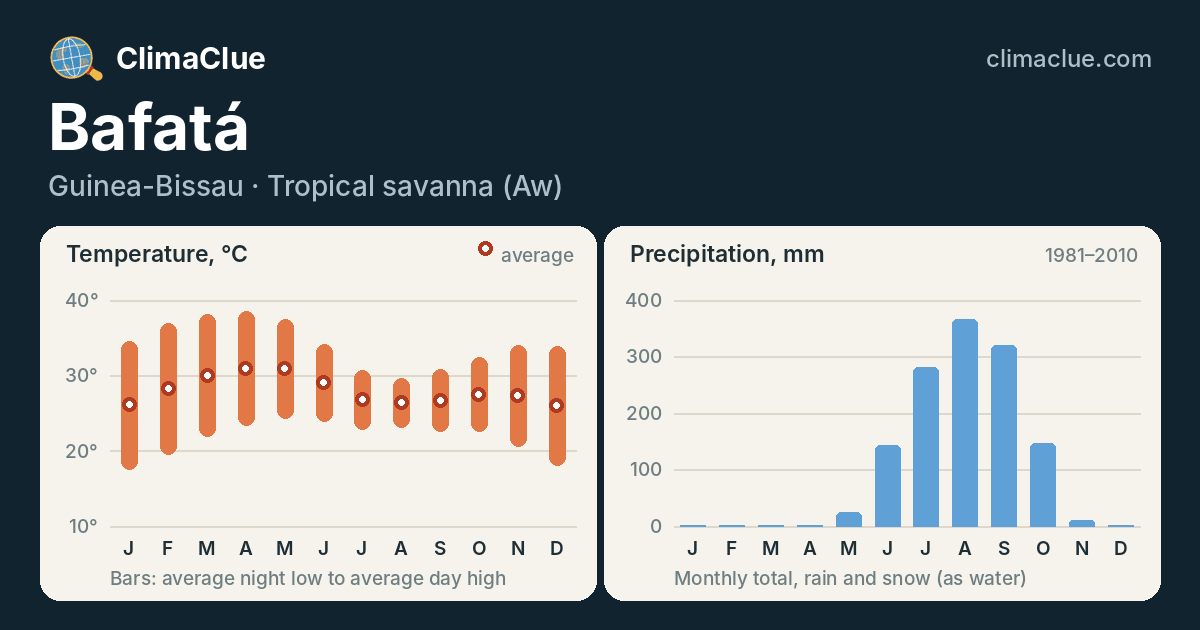 ClimaClue
climaclue.com
Bafatá
Guinea-Bissau · Tropical savanna (Aw)
Temperature, °C
average
40°
30°
20°
10°
J F M A M J J A S O N D
Bars: average night low to average day high
Precipitation, mm
1981–2010
400
300
200
100
0
J F M A M J J A S O N D
Monthly total, rain and snow (as water)